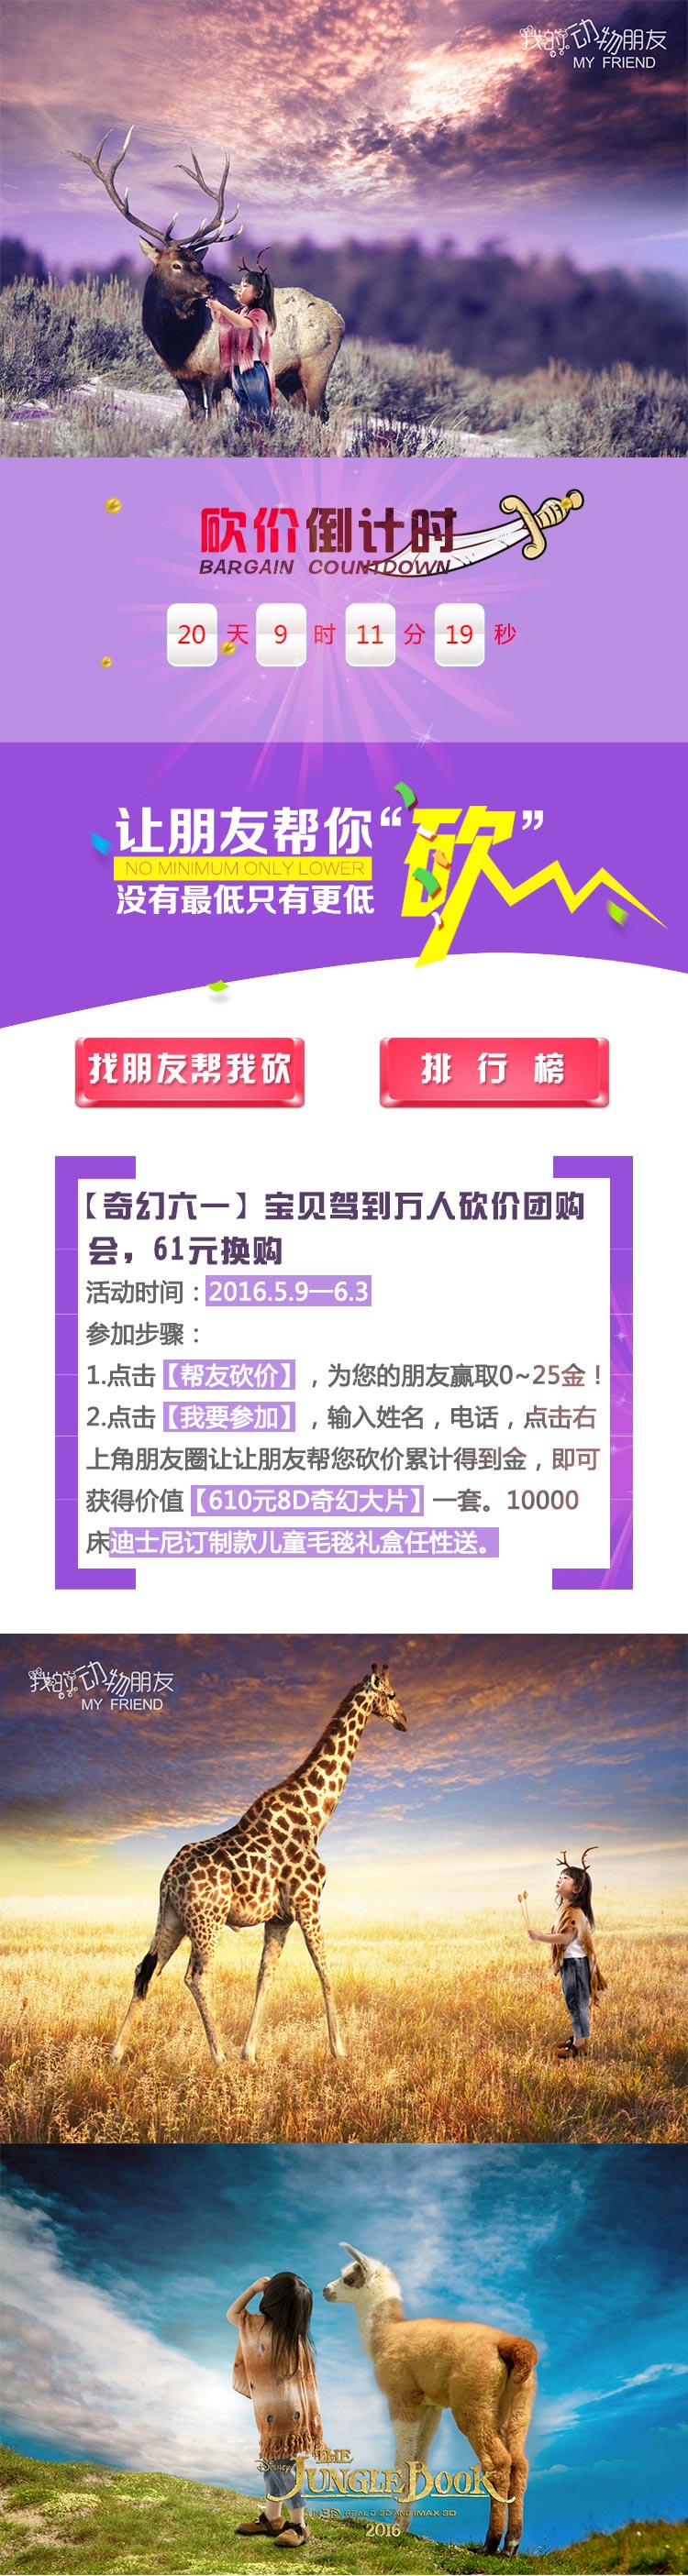 我的动物朋友
MY FRIEND
砍价倒计时
BARGAIN COUNTDOWN
20 天 9 时 11 分 19 秒
让朋友帮你“砍”
NO MINIMUM ONLY LOWER
没有最低只有更低
找朋友帮我砍
排 行 榜
【奇幻六一】宝贝驾到万人砍价团购
会，61元换购
活动时间：2016.5.9—6.3
参加步骤：
1.点击【帮友砍价】，为您的朋友赢取0~25金！
2.点击【我要参加】，输入姓名，电话，点击右
上角朋友圈让让朋友帮您砍价累计得到金，即可
获得价值【610元8D奇幻大片】一套。10000
床迪士尼订制款儿童毛毯礼盒任性送。
我的动物朋友
MY FRIEND
DISNEY
THE
JUNGLE BOOK
IN 3D, REAL D 3D AND IMAX 3D
2016